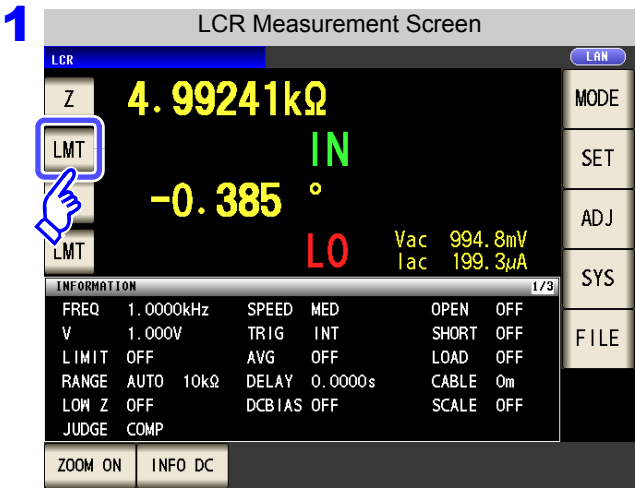 1
LCR Measurement Screen
LCR
LAN
Z 4.99241kΩ
MODE
LMT IN
SET
-0.385 °
ADJ
LMT LO
Vac 994.8mV
Iac 199.3μA
SYS
INFORMATION 1/3
FREQ 1.0000kHz SPEED MED OPEN OFF
V 1.000V TRIG INT SHORT OFF
FILE
LIMIT OFF AVG OFF LOAD OFF
RANGE AUTO 10kΩ DELAY 0.0000s CABLE 0m
LOW Z OFF DCBIAS OFF SCALE OFF
JUDGE COMP
ZOOM ON INFO DC